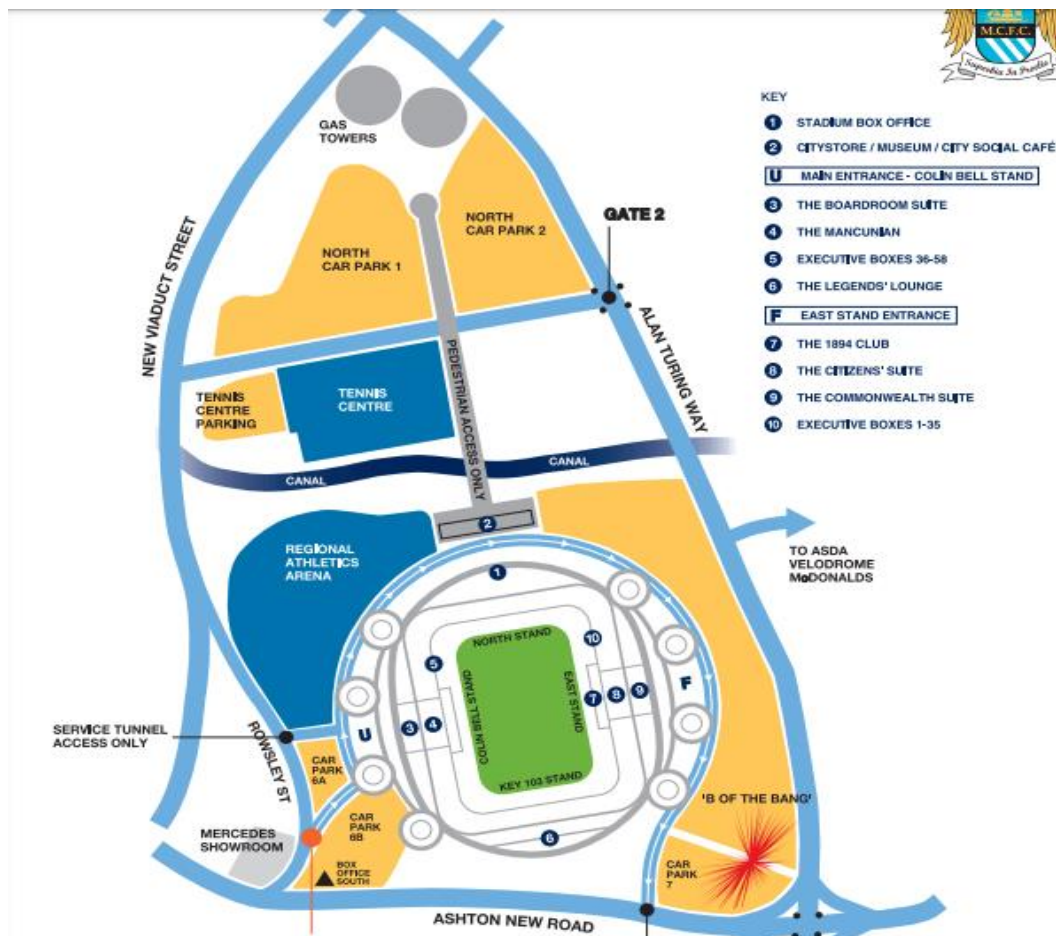 M.C.F.C.
Superbia In Proelia
KEY
1 STADIUM BOX OFFICE
2 CITYSTORE / MUSEUM / CITY SOCIAL CAFÉ
U MAIN ENTRANCE - COLIN BELL STAND
3 THE BOARDROOM SUITE
4 THE MANCUNIAN
5 EXECUTIVE BOXES 36-58
6 THE LEGENDS' LOUNGE
F EAST STAND ENTRANCE
7 THE 1894 CLUB
8 THE CITIZENS' SUITE
9 THE COMMONWEALTH SUITE
10 EXECUTIVE BOXES 1-35
GAS
TOWERS
NORTH
CAR PARK 2
GATE 2
NORTH
CAR PARK 1
NEW VIADUCT STREET
ALAN TURING WAY
PEDESTRIAN ACCESS ONLY
TENNIS
CENTRE
PARKING
TENNIS
CENTRE
CANAL
CANAL
2
REGIONAL
ATHLETICS
ARENA
TO ASDA
VELODROME
McDONALDS
1
NORTH STAND
10
5
COLIN BELL STAND
EAST STAND
7
8
9
F
3
4
U
SERVICE TUNNEL
ACCESS ONLY
ROWSLEY ST
CAR
PARK
6A
KEY 103 STAND
'B OF THE BANG'
CAR
PARK
6B
MERCEDES
SHOWROOM
6
BOX
OFFICE
SOUTH
CAR
PARK
7
ASHTON NEW ROAD